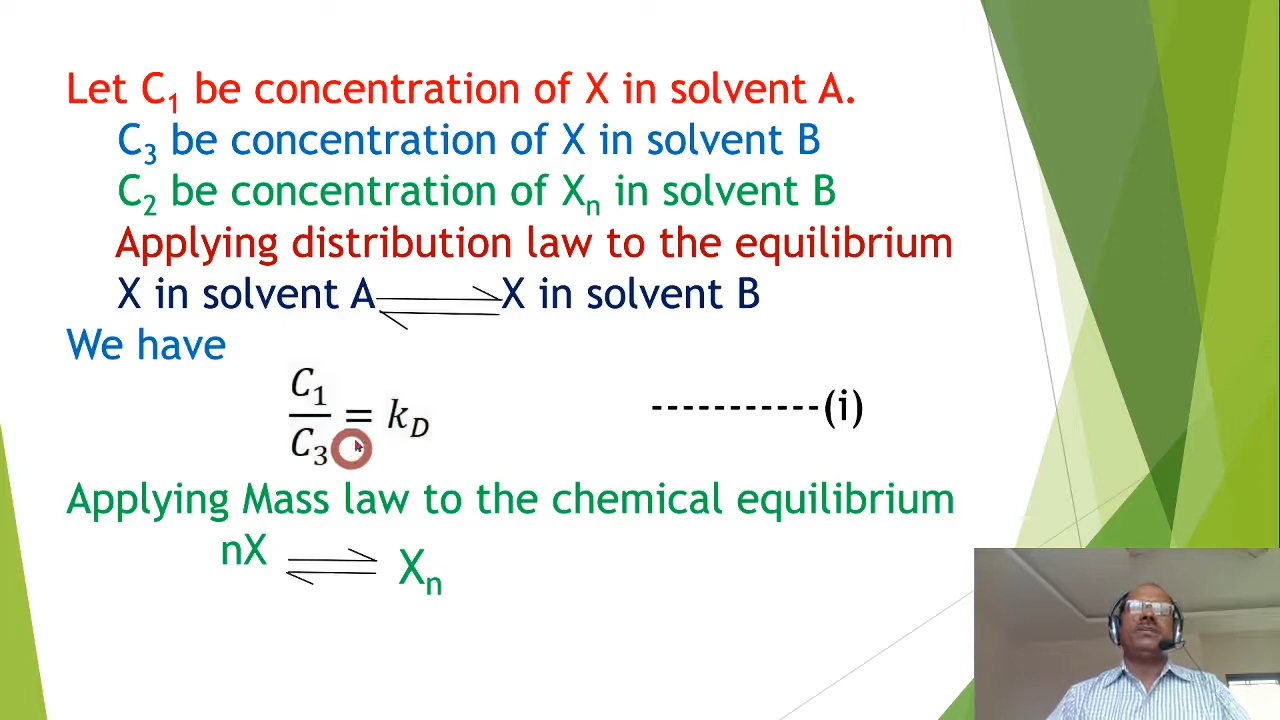 Let C₁ be concentration of X in solvent A.
C₃ be concentration of X in solvent B
C₂ be concentration of Xₙ in solvent B
Applying distribution law to the equilibrium
X in solvent A ⇌ X in solvent B
We have
C₁/C₃ = k_D -----------(i)
Applying Mass law to the chemical equilibrium
nX ⇌ Xₙ